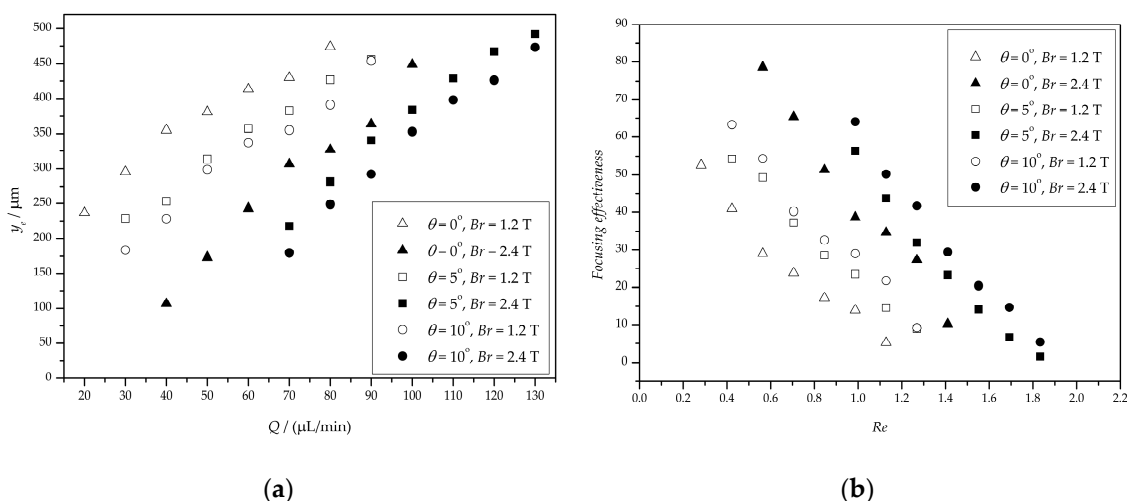 500
450
400
350
300
250
200
150
100
50
0
y_e / μm
20 30 40 50 60 70 80 90 100 110 120 130
Q / (μL/min)
θ = 0°, Br = 1.2 T
θ – 0°, Br – 2.4 T
θ = 5°, Br = 1.2 T
θ = 5°, Br = 2.4 T
θ = 10°, Br = 1.2 T
θ = 10°, Br = 2.4 T
(a)
90
80
70
60
50
40
30
20
10
0
Focusing effectiveness
0.0 0.2 0.4 0.6 0.8 1.0 1.2 1.4 1.6 1.8 2.0 2.2
Re
θ = 0°, Br = 1.2 T
θ = 0°, Br = 2.4 T
θ = 5°, Br = 1.2 T
θ = 5°, Br = 2.4 T
θ = 10°, Br = 1.2 T
θ = 10°, Br = 2.4 T
(b)